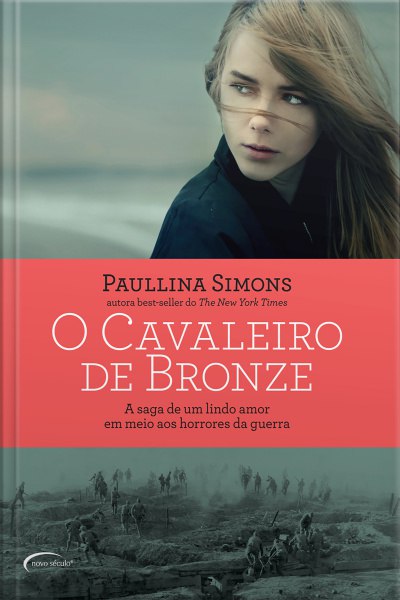 PAULLINA SIMONS
autora best-seller do The New York Times
O CAVALEIRO
DE BRONZE
A saga de um lindo amor
em meio aos horrores da guerra
novo século®